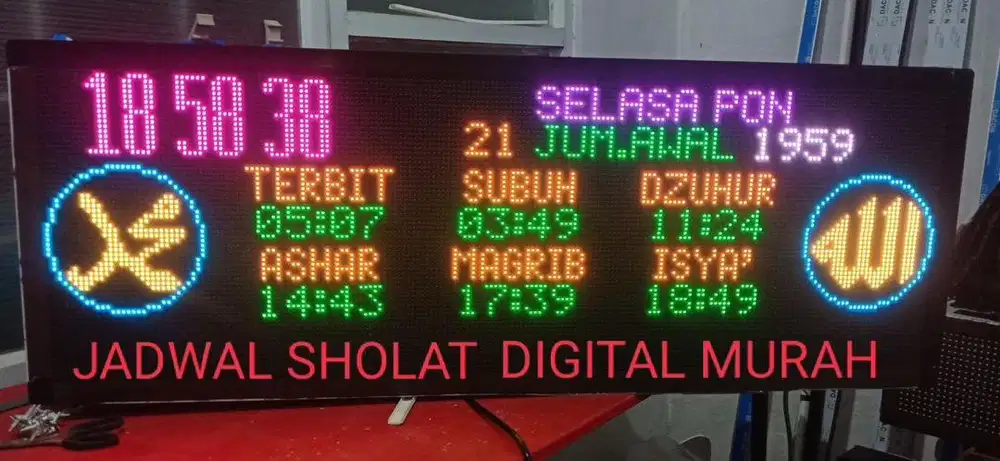 18 58 38
SELASA PON
21 JUM.AWAL 1959
TERBIT SUBUH DZUHUR
05:07 03:49 11:24
ASHAR MAGRIB ISYA'
14:43 17:39 18:49
الله
JADWAL SHOLAT DIGITAL MURAH